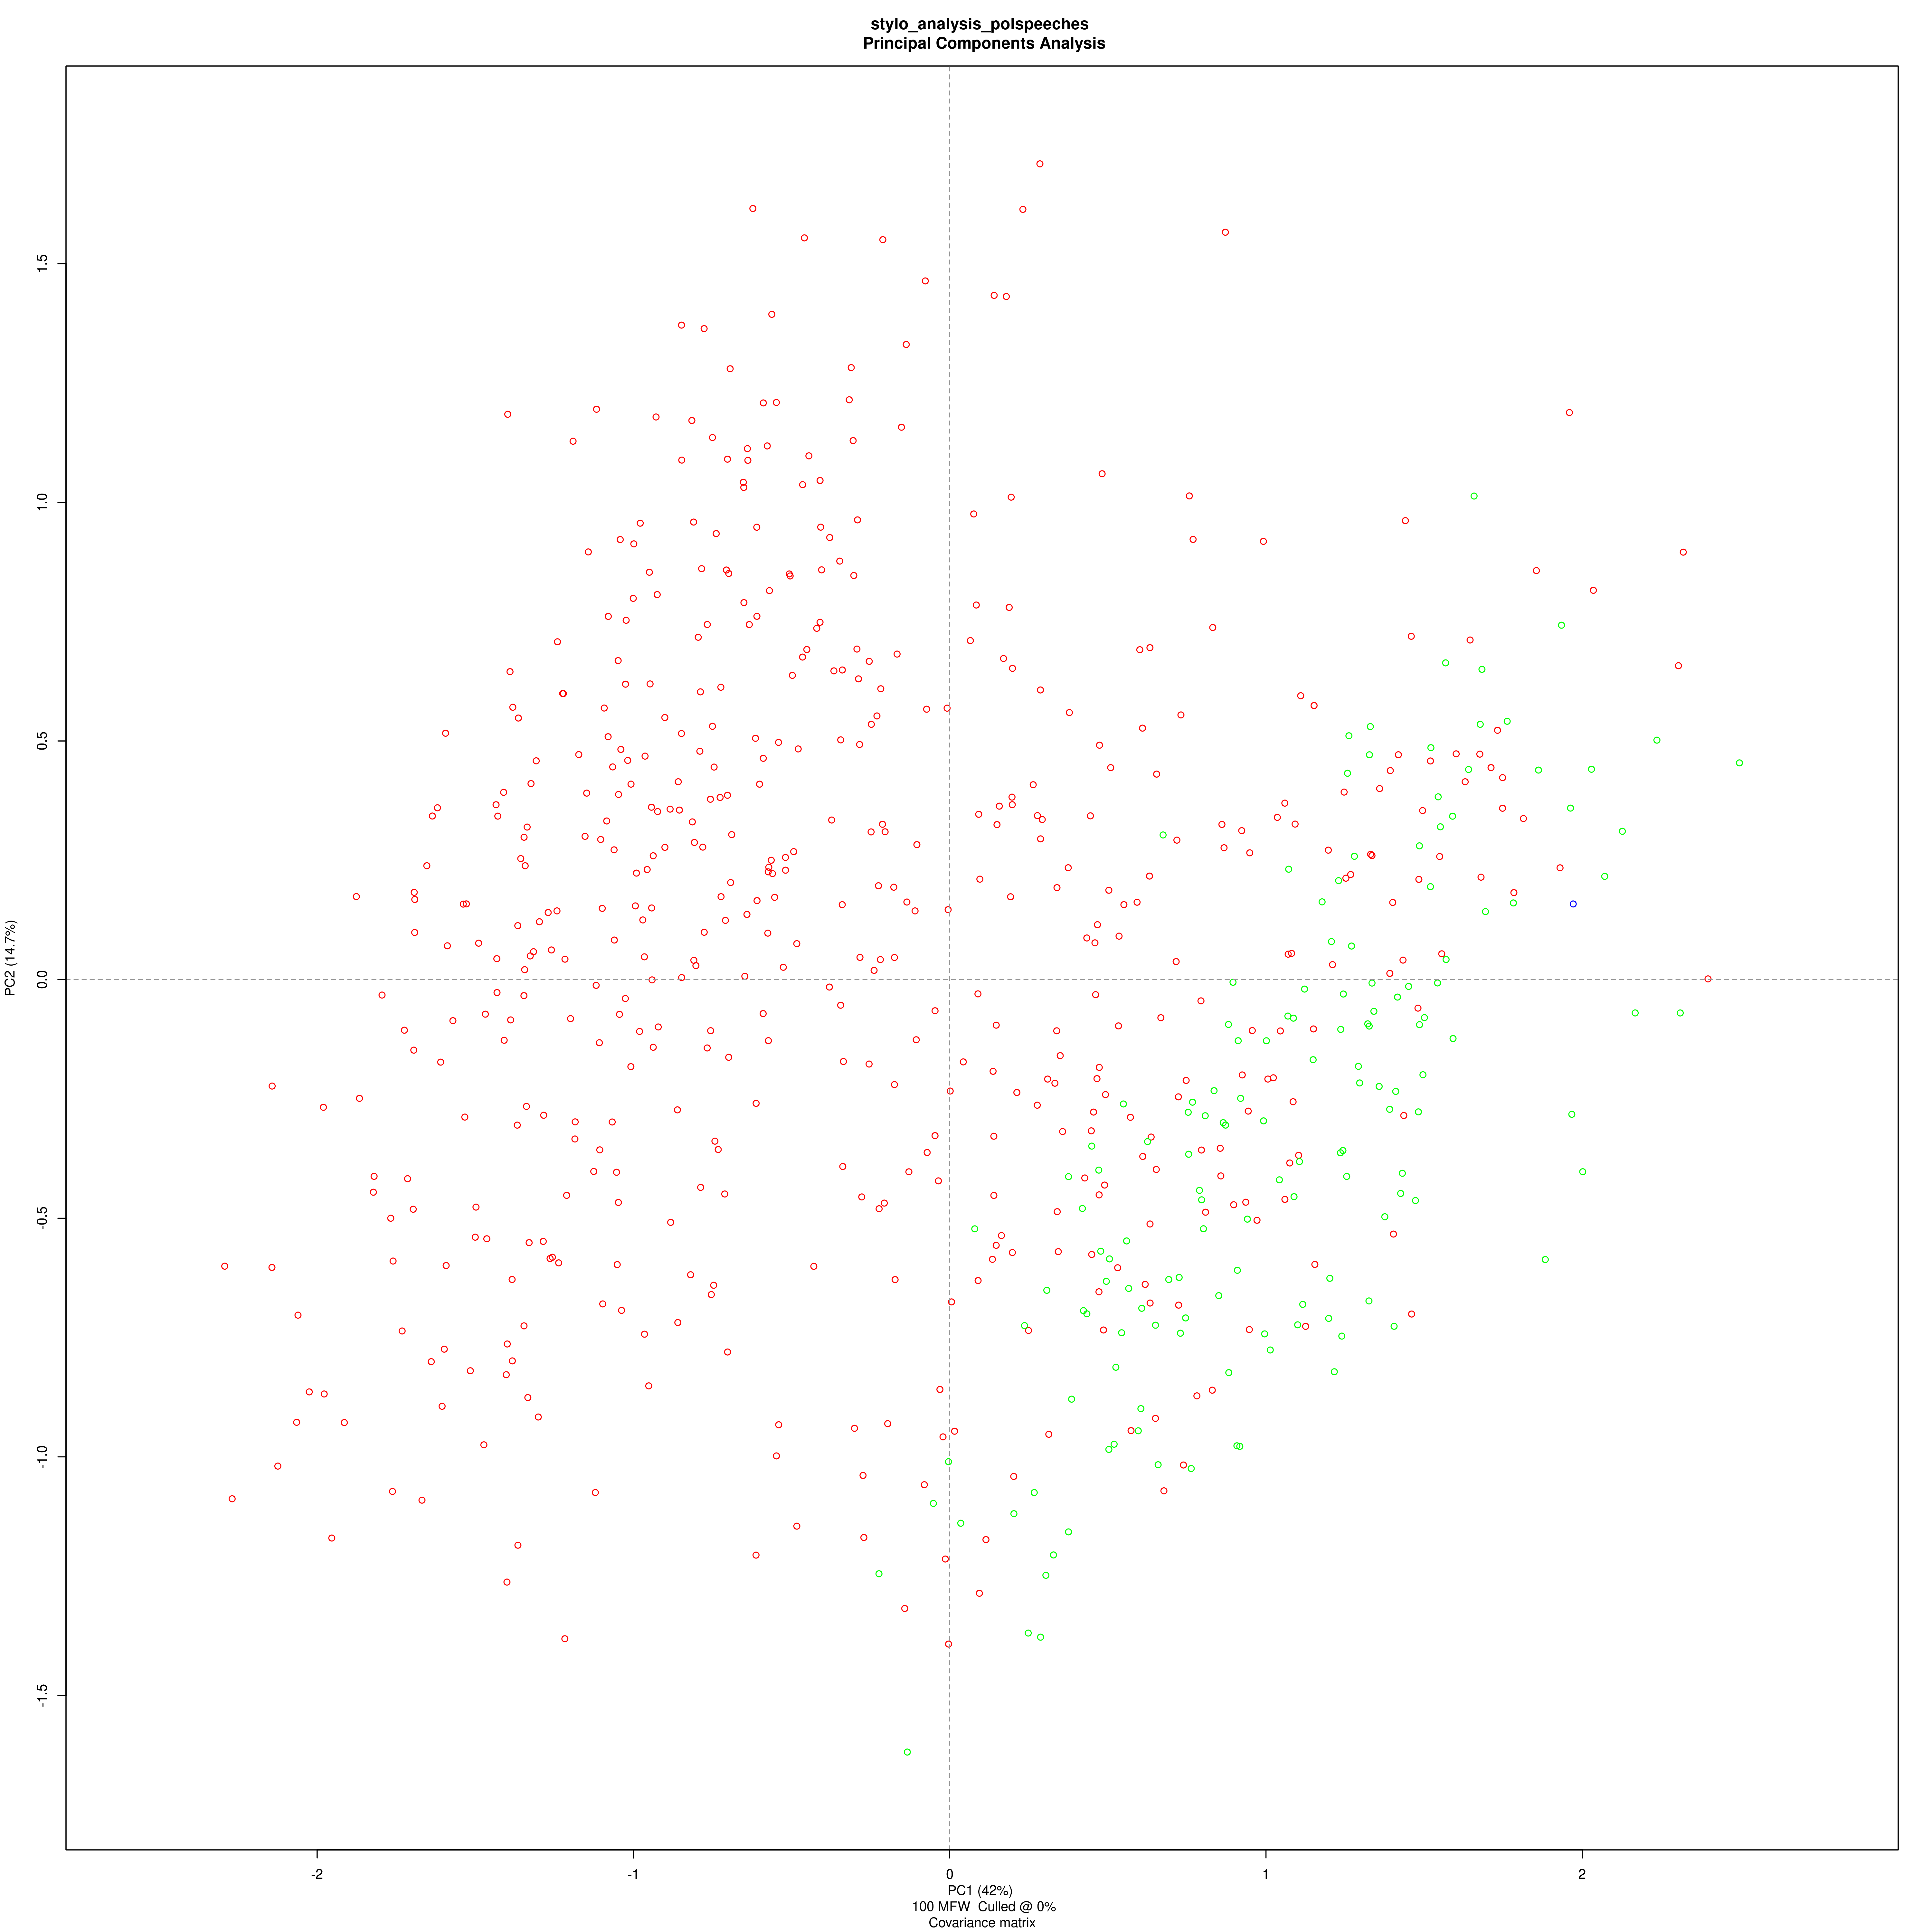 stylo_analysis_polspeeches
Principal Components Analysis
PC2 (14.7%)
1.5
1.0
0.5
0.0
-0.5
-1.0
-1.5
-2 -1 0 1 2
PC1 (42%)
100 MFW Culled @ 0%
Covariance matrix